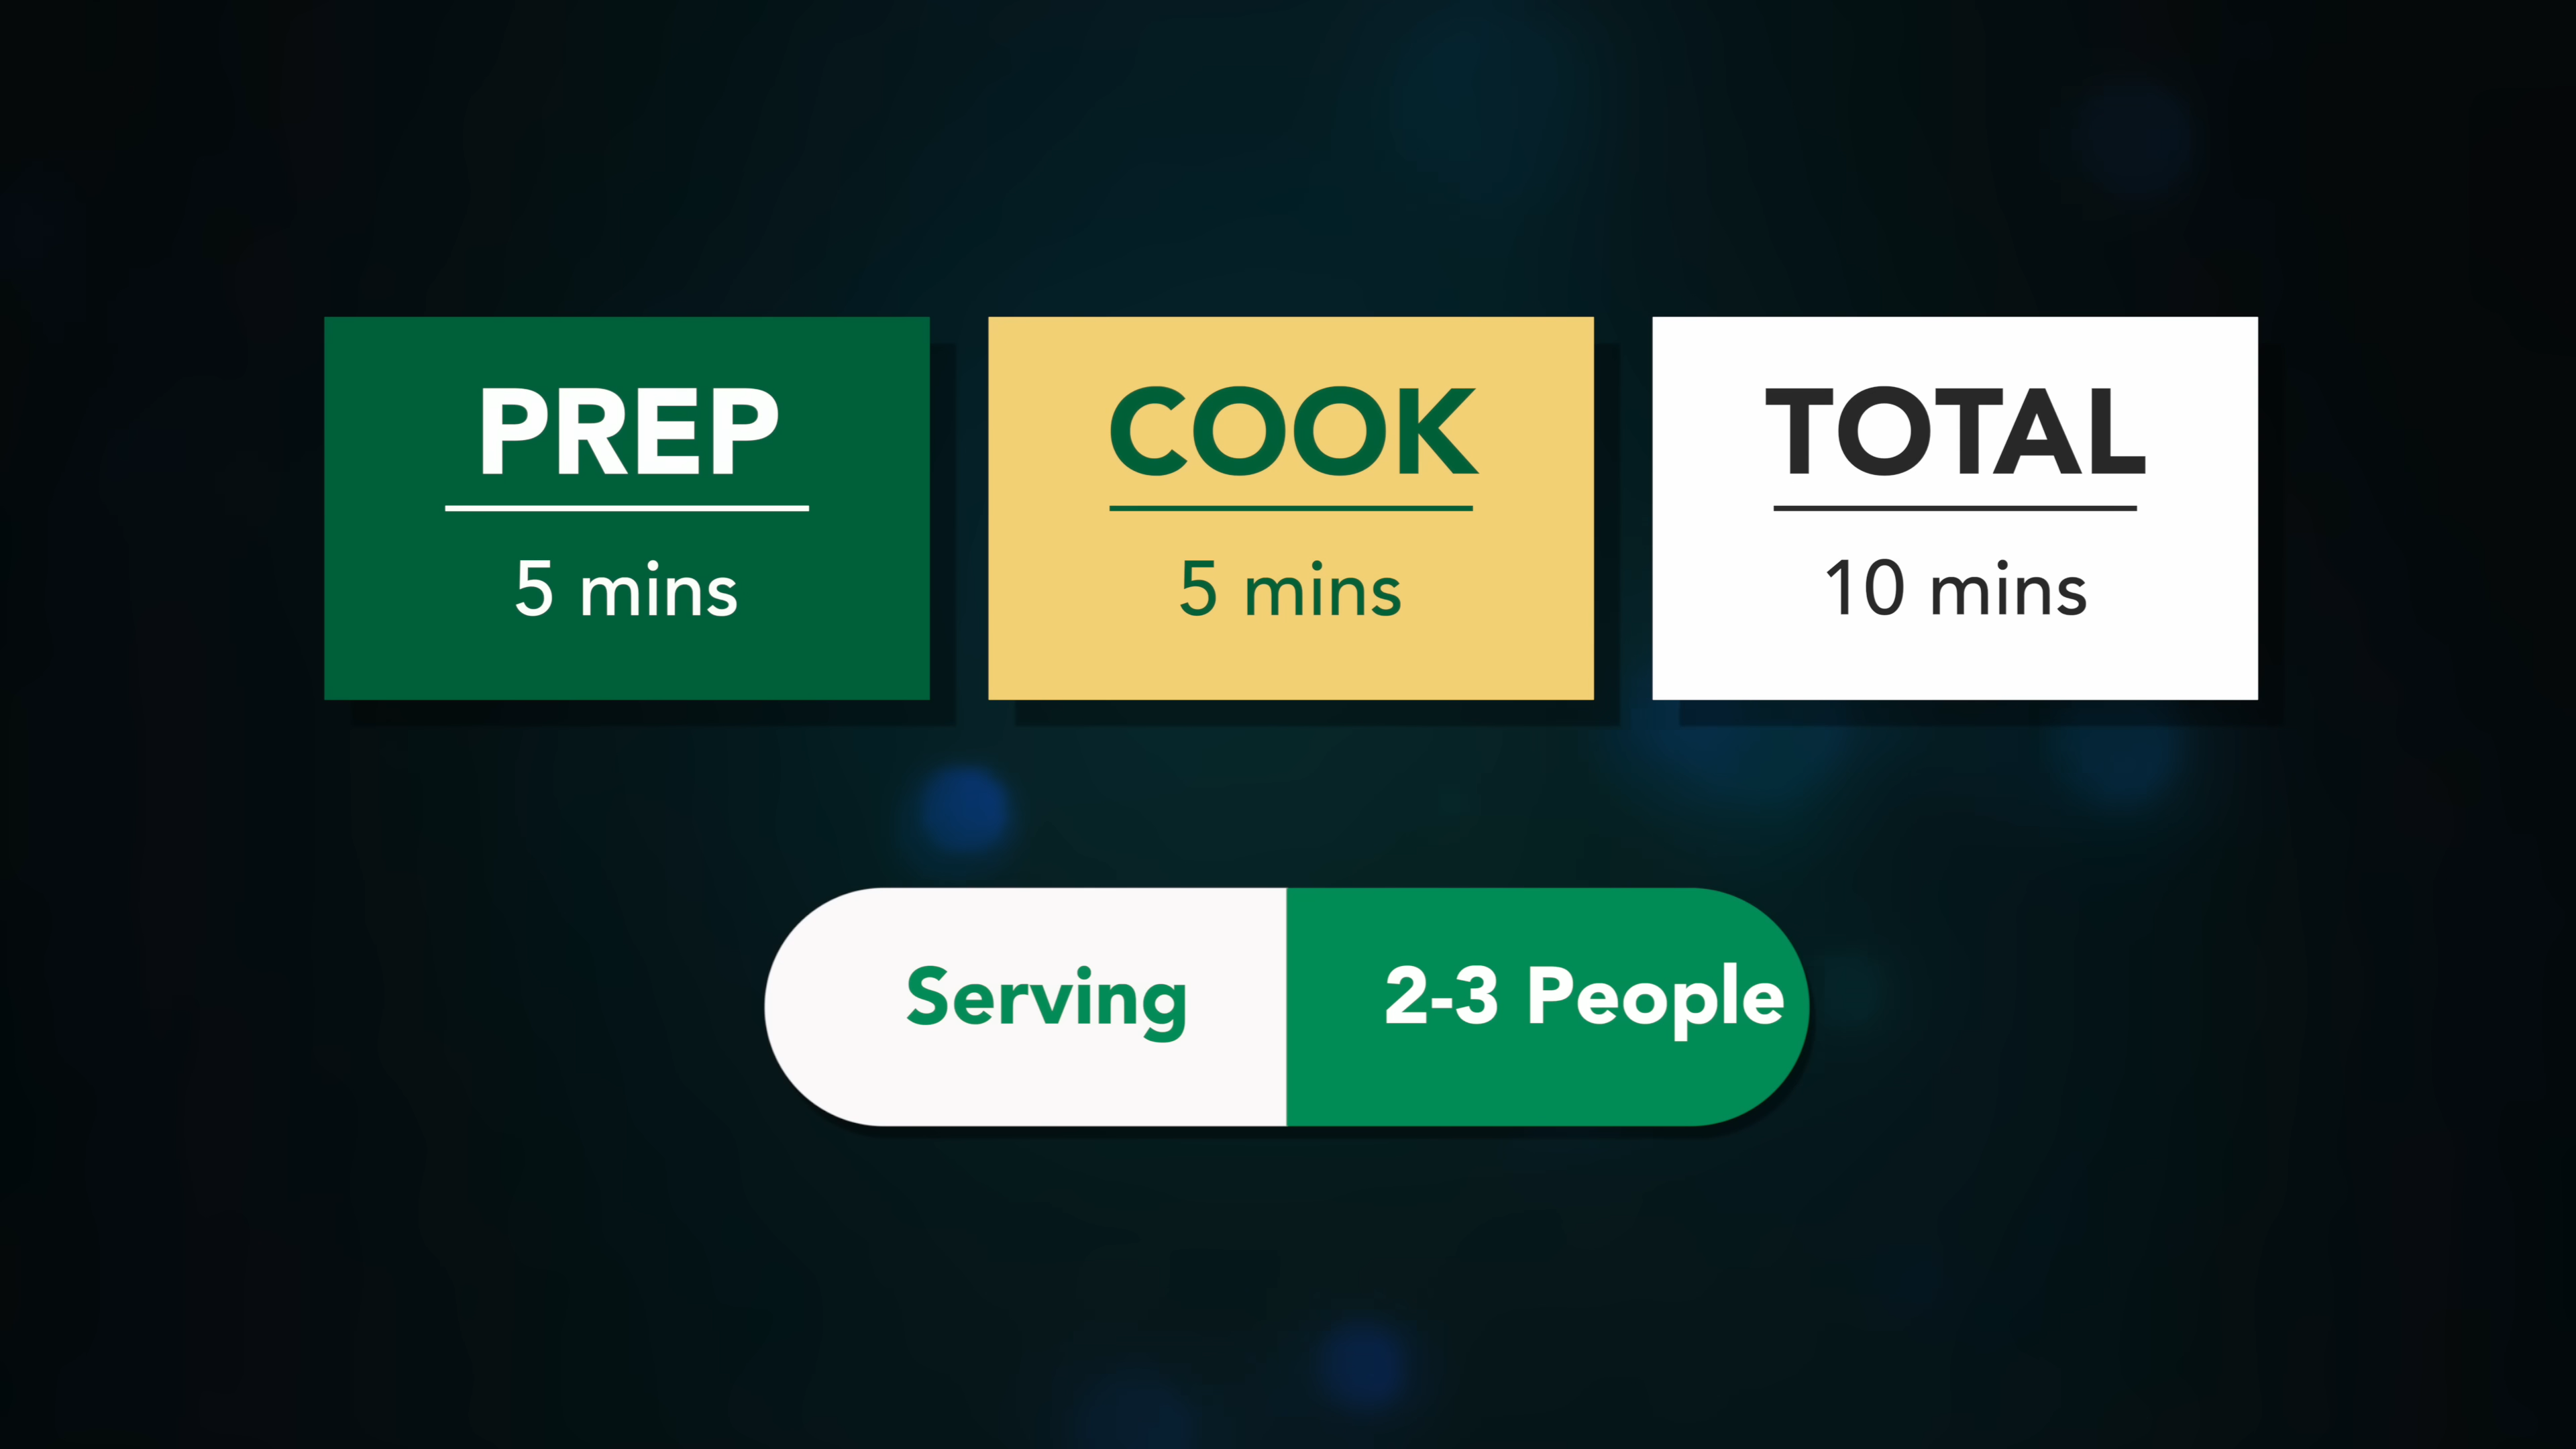 PREP
5 mins
COOK
5 mins
TOTAL
10 mins
Serving
2-3 People